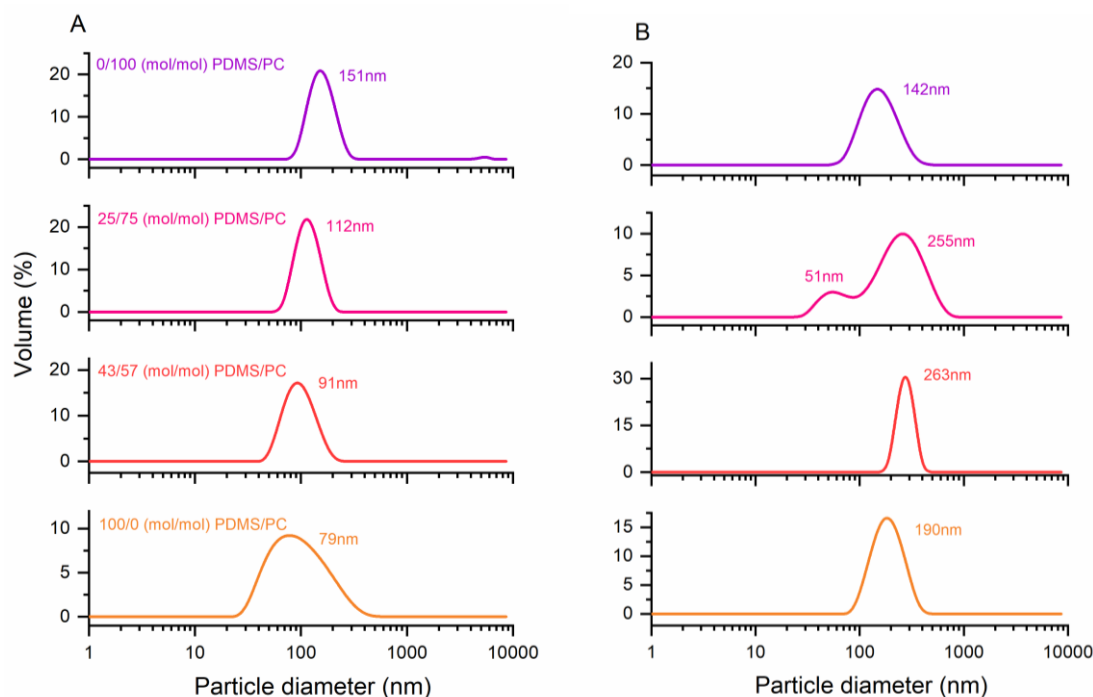 A
0/100 (mol/mol) PDMS/PC
151nm
20
10
0
25/75 (mol/mol) PDMS/PC
112nm
20
10
0
43/57 (mol/mol) PDMS/PC
91nm
20
10
0
100/0 (mol/mol) PDMS/PC
79nm
10
5
0
1 10 100 1000 10000
Particle diameter (nm)
Volume (%)
B
142nm
20
10
0
51nm
255nm
10
5
0
263nm
30
15
0
190nm
15
10
5
0
1 10 100 1000 10000
Particle diameter (nm)